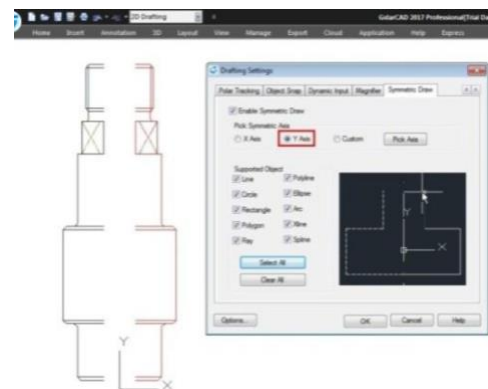 2D Drafting
GstarCAD 2017 Professional(Trial Da
Home Insert Annotation 3D Layout View Manage Export Cloud Application Help Express
Drafting Settings
Polar Tracking Object Snap Dynamic Input Magnifier Symmetric Draw
Enable Symmetric Draw
Pick Symmetric Axis
X Axis Y Axis Custom Pick Axis
Supported Object
Line Polyline
Circle Ellipse
Rectangle Arc
Polygon Xline
Ray Spline
Select All
Clear All
Y
X
Options... OK Cancel Help
Y
X